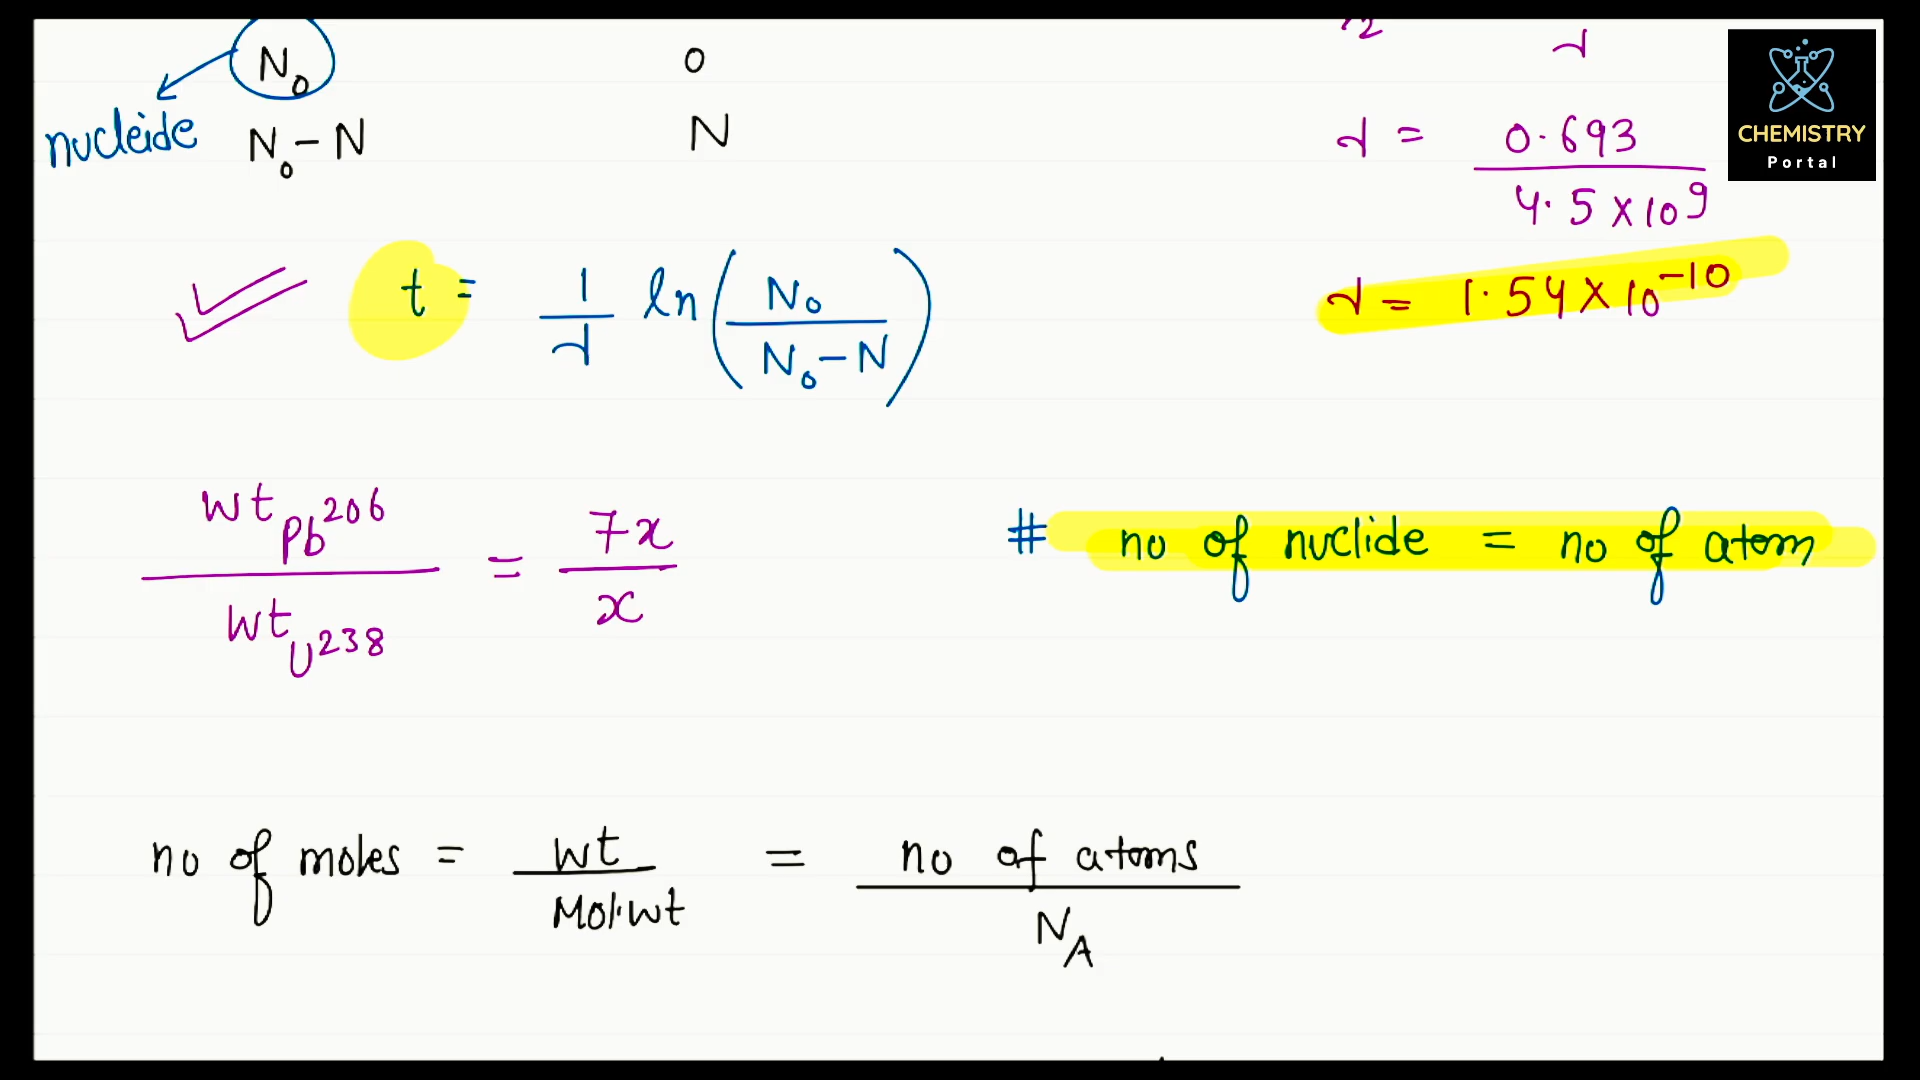 N₀ 0
nucleide N₀-N N
λ = 0.693 / 4.5×10⁹
CHEMISTRY
Portal
t = 1/λ ln(N₀/N₀-N)
λ = 1.54×10⁻¹⁰
wt Pb²⁰⁶ / wt U²³⁸ = 7x / x
# no of nuclide = no of atom
no of moles = wt / Mol.wt = no of atoms / N_A